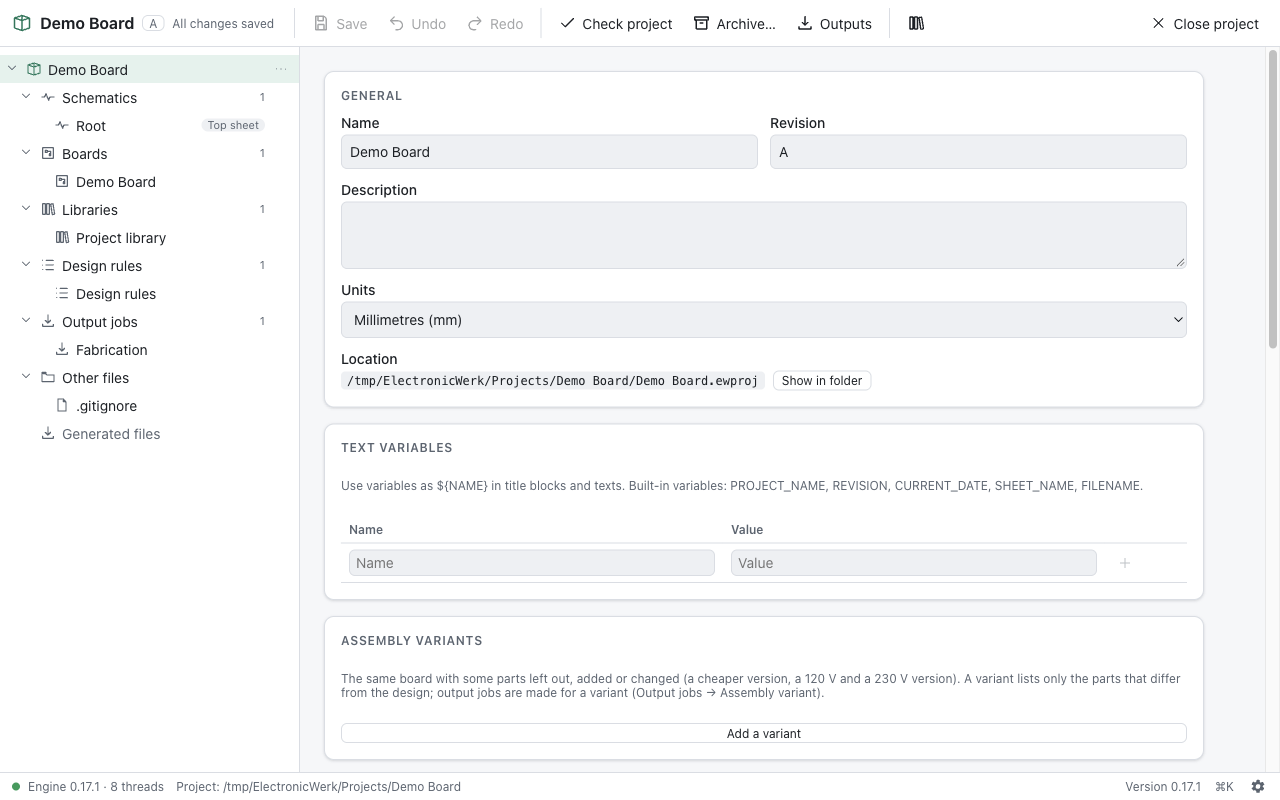 Demo Board A All changes saved Save Undo Redo Check project Archive... Outputs Close project
Demo Board ···
Schematics 1
Root Top sheet
Boards 1
Demo Board
Libraries 1
Project library
Design rules 1
Design rules
Output jobs 1
Fabrication
Other files
.gitignore
Generated files
GENERAL
Name Revision
Demo Board A
Description
Units
Millimetres (mm)
Location
/tmp/ElectronicWerk/Projects/Demo Board/Demo Board.ewproj Show in folder
TEXT VARIABLES
Use variables as ${NAME} in title blocks and texts. Built-in variables: PROJECT_NAME, REVISION, CURRENT_DATE, SHEET_NAME, FILENAME.
Name Value
Name Value +
ASSEMBLY VARIANTS
The same board with some parts left out, added or changed (a cheaper version, a 120 V and a 230 V version). A variant lists only the parts that differ
from the design; output jobs are made for a variant (Output jobs → Assembly variant).
Add a variant
Engine 0.17.1 · 8 threads Project: /tmp/ElectronicWerk/Projects/Demo Board Version 0.17.1 ⌘K